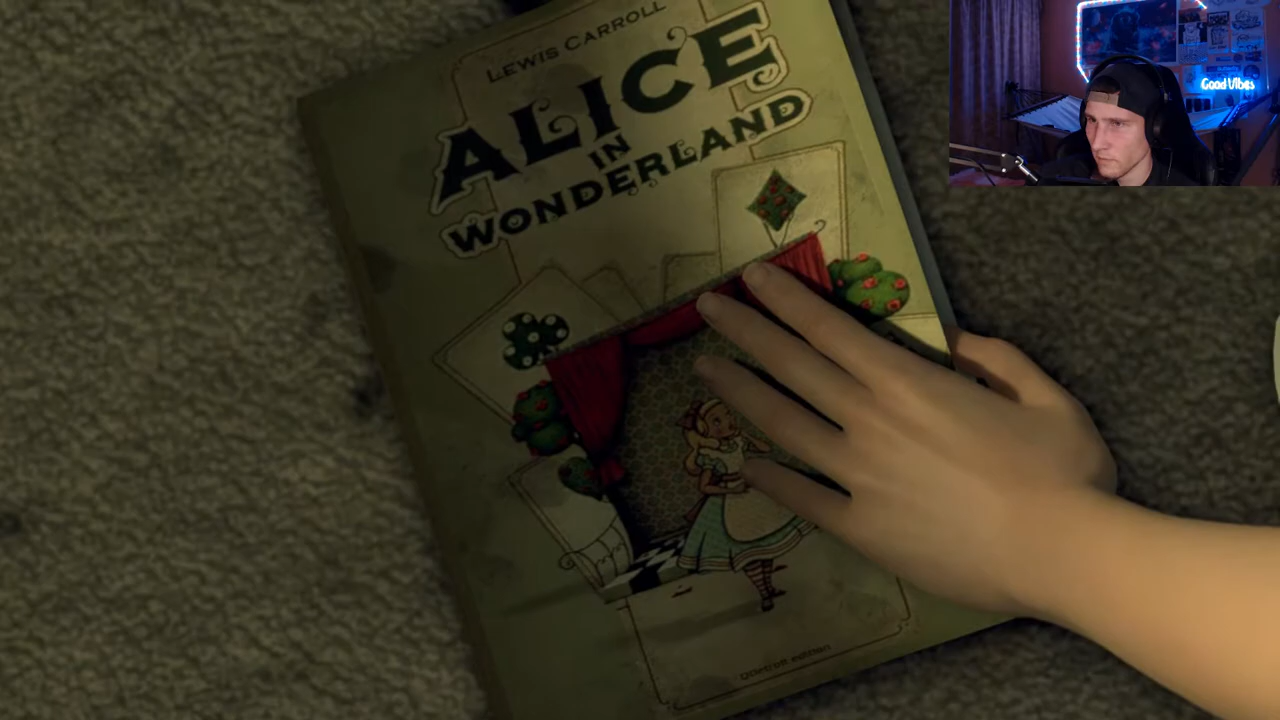 LEWIS CARROLL
ALICE
IN
WONDERLAND
Good Vibes